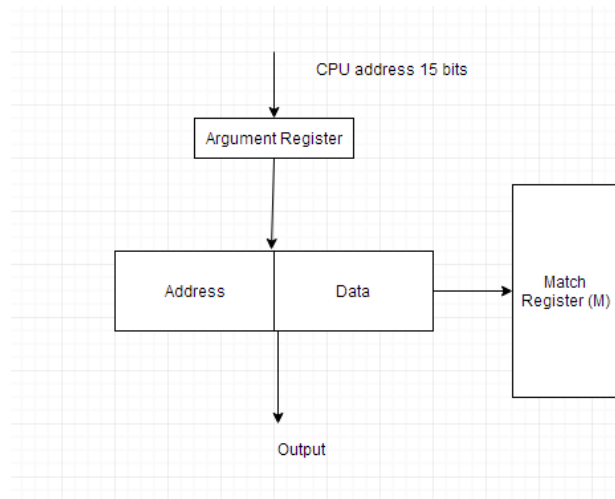 CPU address 15 bits
Argument Register
Address
Data
Match
Register (M)
Output